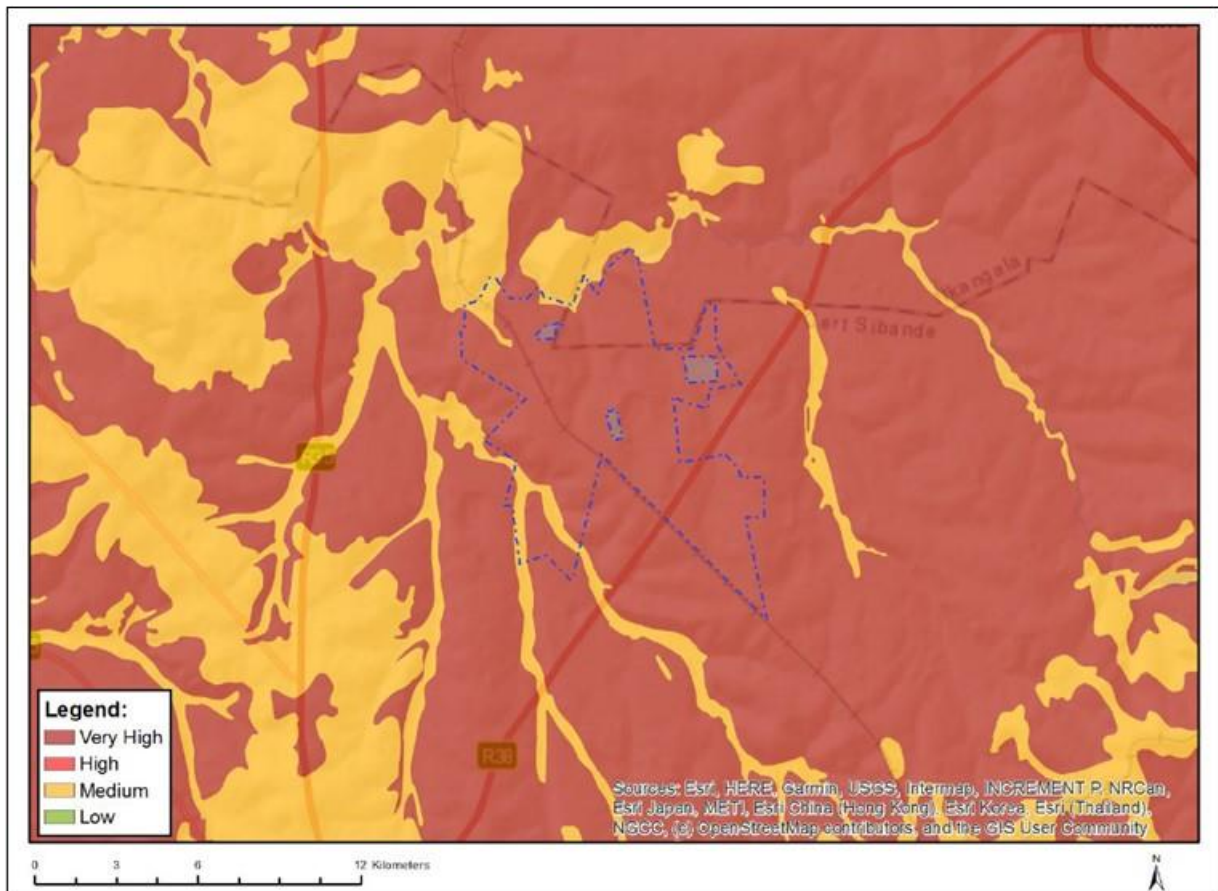 kangala
ert Sibande
R38
Legend:
Very High
High
Medium
Low
Sources: Esri, HERE, Garmin, USGS, Intermap, INCREMENT P, NRCan,
Esri Japan, METI, Esri China (Hong Kong), Esri Korea, Esri (Thailand),
NGCC, (c) OpenStreetMap contributors, and the GIS User Community
0 3 6 12 Kilometers
N